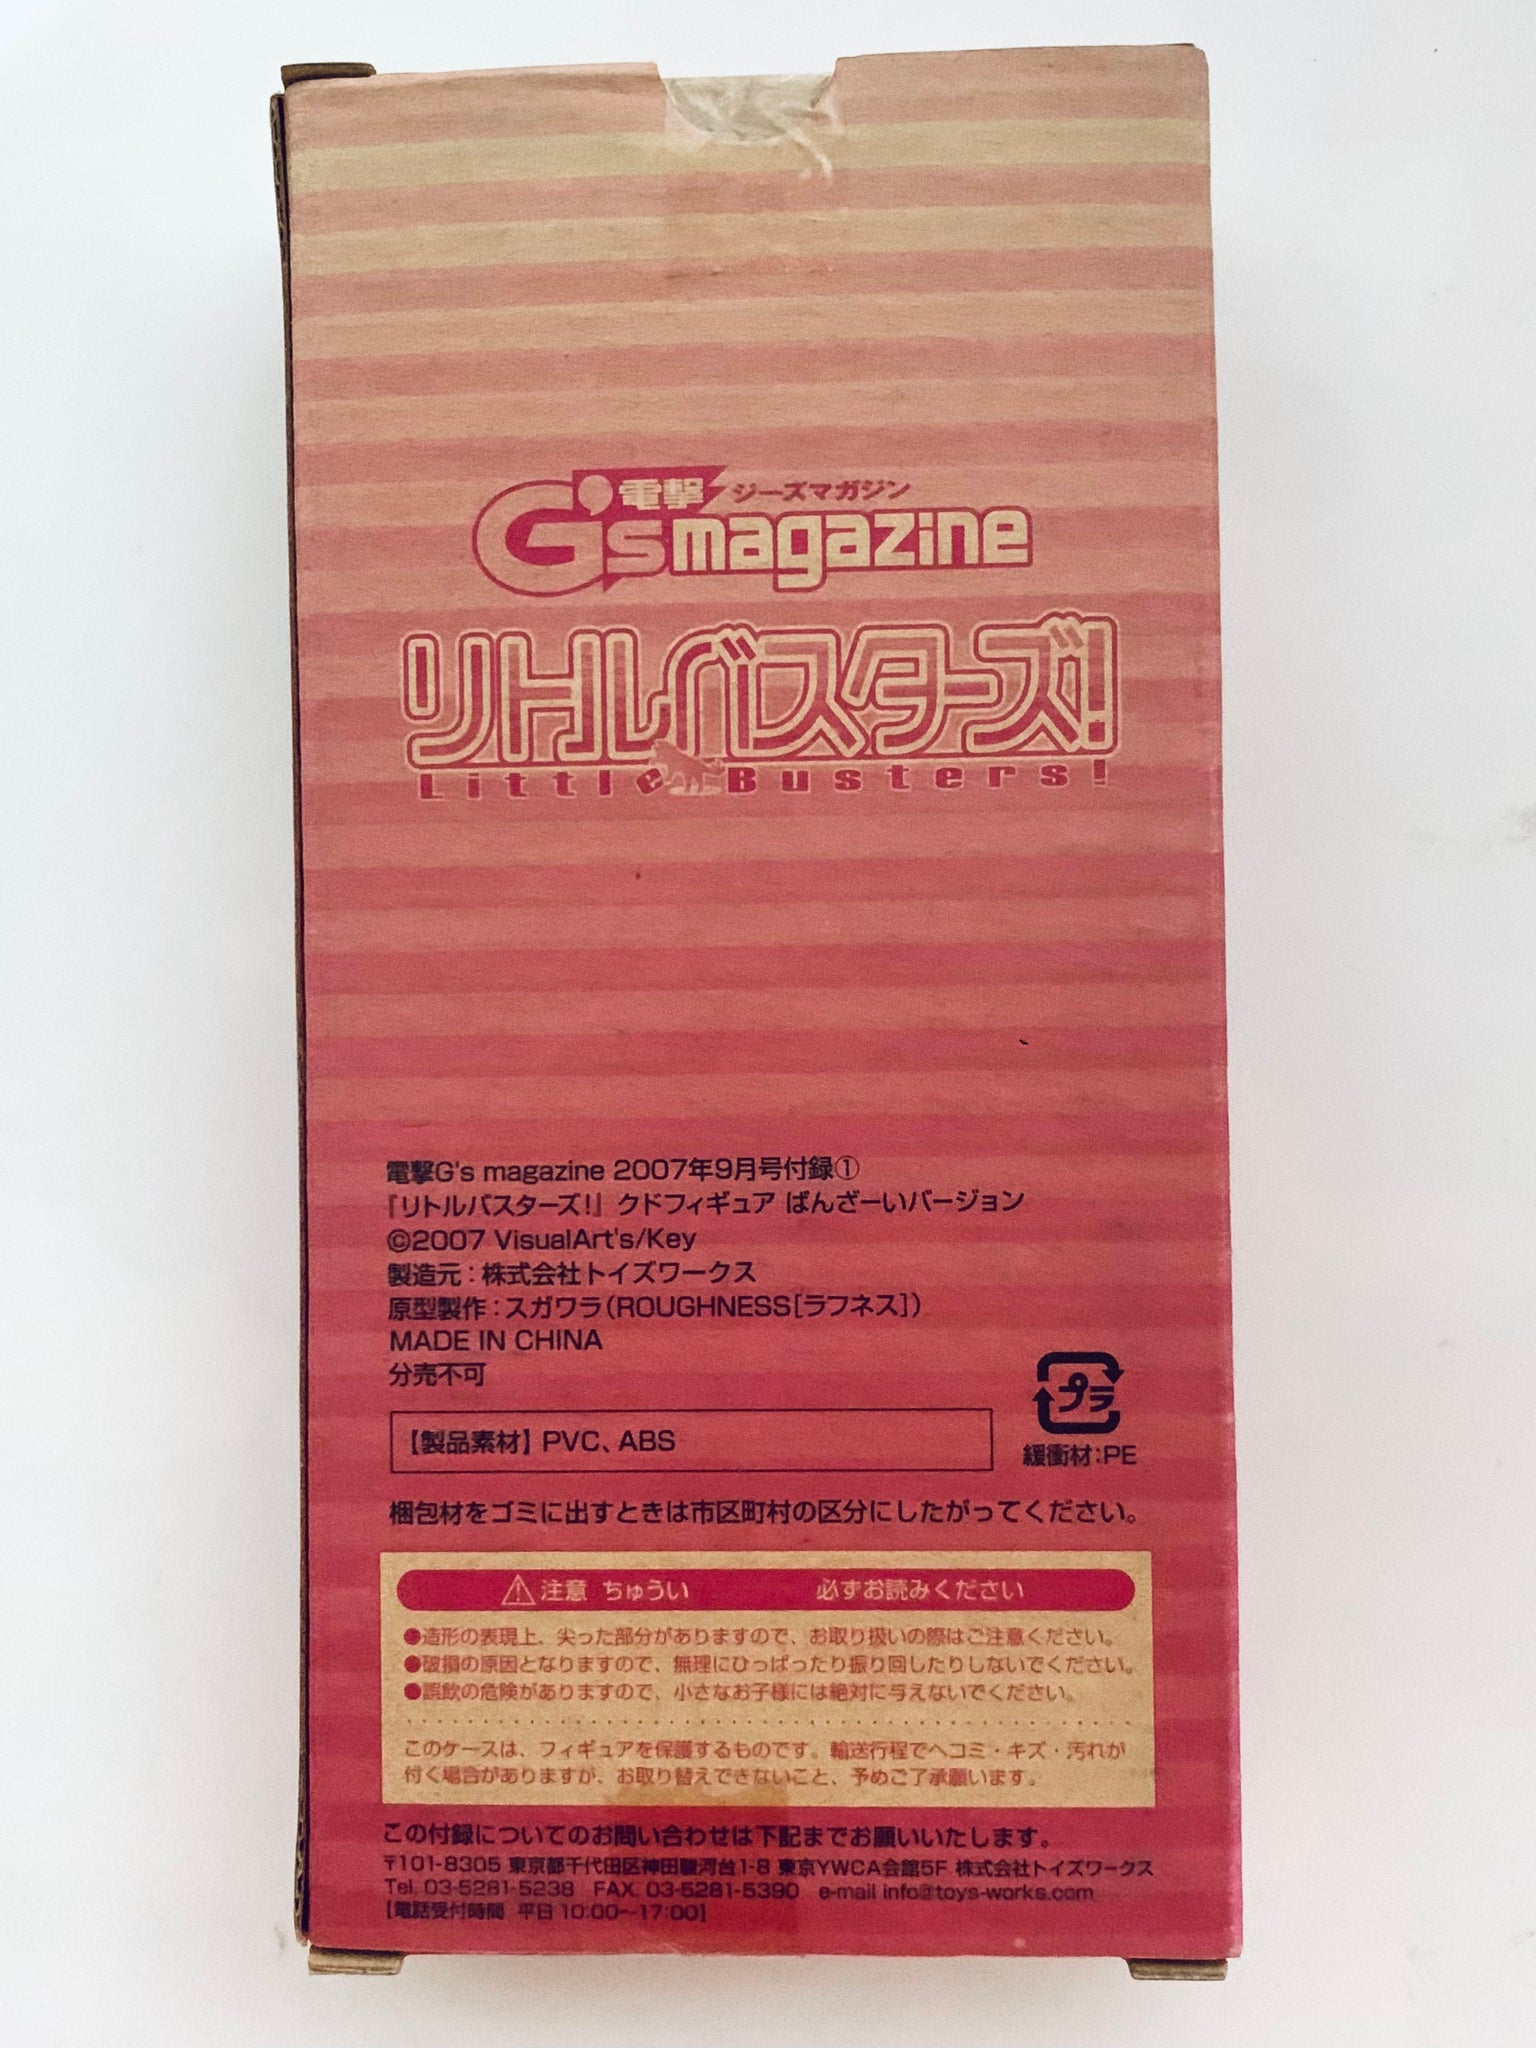 電撃 ジーズマガジン
G's magazine
リトルバスターズ!
Little Busters!
電撃G's magazine 2007年9月号付録①
『リトルバスターズ!』 クドフィギュア ばんざーいバージョン
©2007 VisualArt's/Key
製造元：株式会社トイズワークス
原型製作：スガワラ(ROUGHNESS[ラフネス])
MADE IN CHINA
分売不可
プラ
【製品素材】PVC、ABS
緩衝材：PE
梱包材をゴミに出すときは市区町村の区分にしたがってください。
注意 ちゅうい 必ずお読みください
●造形の表現上、尖った部分がありますので、お取り扱いの際はご注意ください。
●破損の原因となりますので、無理にひっぱったり振り回したりしないでください。
●誤飲の危険がありますので、小さなお子様には絶対に与えないでください。
このケースは、フィギュアを保護するものです。輸送行程でヘコミ・キズ・汚れが
付く場合がありますが、お取り替えできないこと、予めご了承願います。
この付録についてのお問い合わせは下記までお願いいたします。
〒101-8305 東京都千代田区神田駿河台1-8 東京YWCA会館5F 株式会社トイズワークス
Tel. 03-5281-5238 FAX. 03-5281-5390 e-mail info@toys-works.com
【電話受付時間 平日10:00〜17:00】